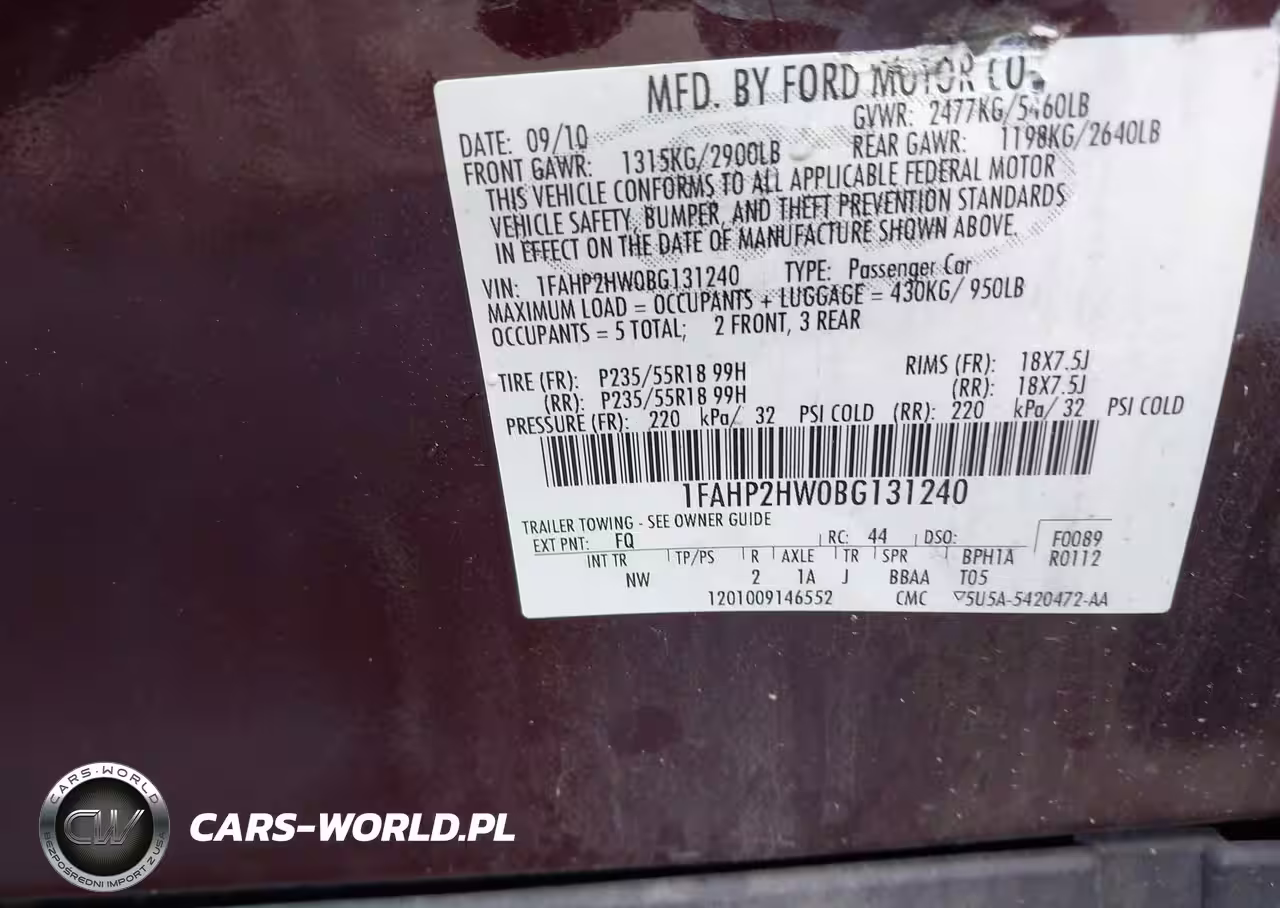 MFD. BY FORD MOTOR CO.
DATE: 09/10 GVWR: 2477KG/5460LB
FRONT GAWR: 1315KG/2900LB REAR GAWR: 1198KG/2640LB
THIS VEHICLE CONFORMS TO ALL APPLICABLE FEDERAL MOTOR
VEHICLE SAFETY, BUMPER, AND THEFT PREVENTION STANDARDS
IN EFFECT ON THE DATE OF MANUFACTURE SHOWN ABOVE.
VIN: 1FAHP2HW0BG131240 TYPE: Passenger Car
MAXIMUM LOAD = OCCUPANTS + LUGGAGE = 430KG/ 950LB
OCCUPANTS = 5 TOTAL; 2 FRONT, 3 REAR
TIRE (FR): P235/55R18 99H RIMS (FR): 18X7.5J
(RR): P235/55R18 99H (RR): 18X7.5J
PRESSURE (FR): 220 kPa/ 32 PSI COLD (RR): 220 kPa/ 32 PSI COLD
1FAHP2HW0BG131240
TRAILER TOWING - SEE OWNER GUIDE
EXT PNT: FQ RC: 44 DSO: F0089
INT TR TP/PS R AXLE TR SPR BPH1A R0112
NW 2 1A J BBAA T05
1201009146552 CMC 5U5A-5420472-AA
CARS-WORLD
CW
BEZPOŚREDNI IMPORT Z USA
CARS-WORLD.PL